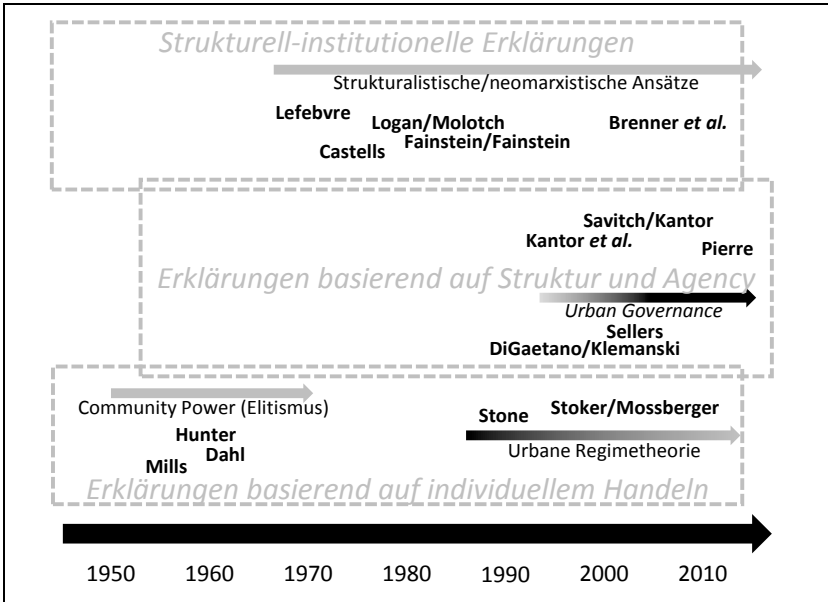 Strukturell-institutionelle Erklärungen
Strukturalistische/neomarxistische Ansätze
Lefebvre
Logan/Molotch
Brenner et al.
Fainstein/Fainstein
Castells
Savitch/Kantor
Kantor et al.
Pierre
Erklärungen basierend auf Struktur und Agency
Urban Governance
Sellers
DiGaetano/Klemanski
Community Power (Elitismus)
Stone
Stoker/Mossberger
Hunter
Dahl
Urbane Regimetheorie
Mills
Erklärungen basierend auf individuellem Handeln
1950 1960 1970 1980 1990 2000 2010